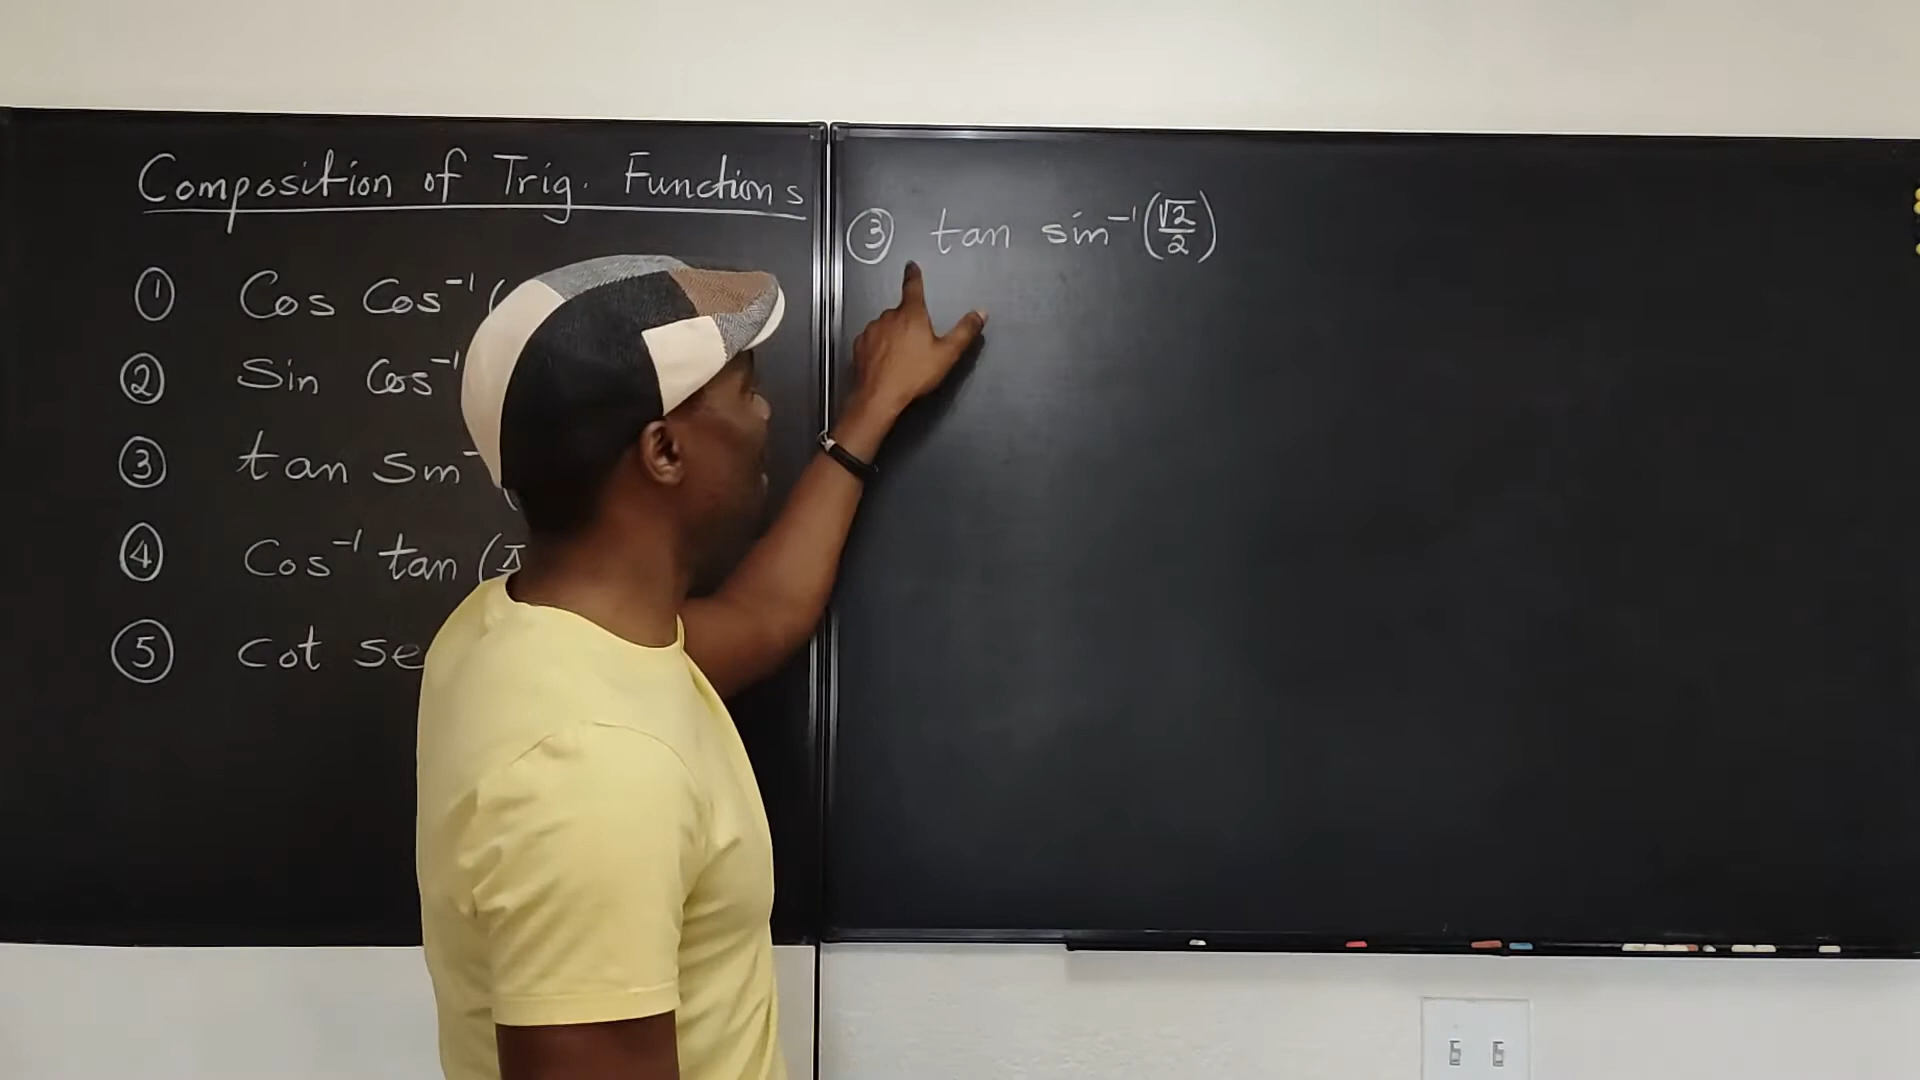 Composition of Trig. Functions
① Cos Cos⁻¹(
② Sin Cos⁻¹
③ tan Sin⁻
④ Cos⁻¹ tan (π
⑤ Cot se
③ tan sin⁻¹(√2/2)